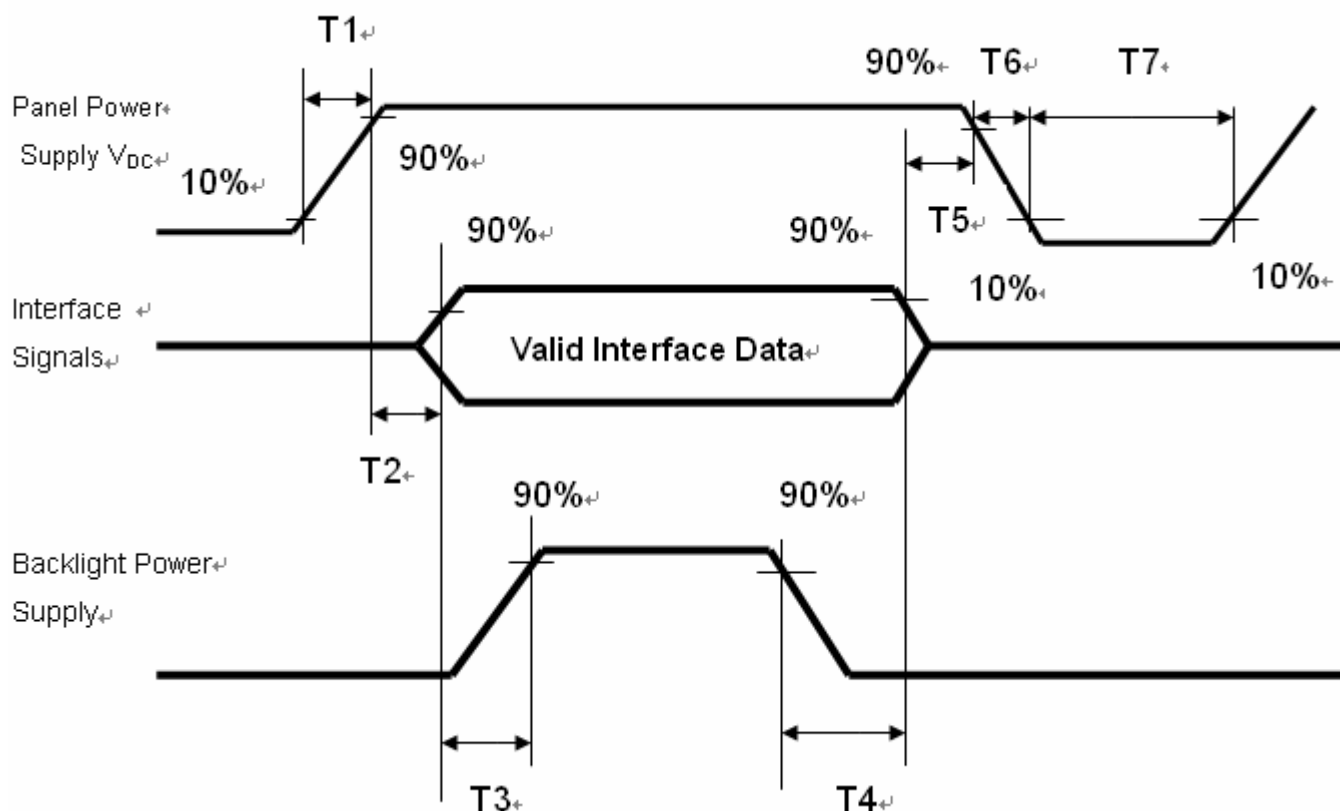 T1↵
90%↵ T6↵ T7↵
Panel Power↵
Supply VDC↵
90%↵
10%↵
T5↵
90%↵ 90%↵
10%↵ 10%↵
Interface ↵
Signals↵
Valid Interface Data↵
T2↵
90%↵ 90%↵
Backlight Power↵
Supply↵
T3↵ T4↵